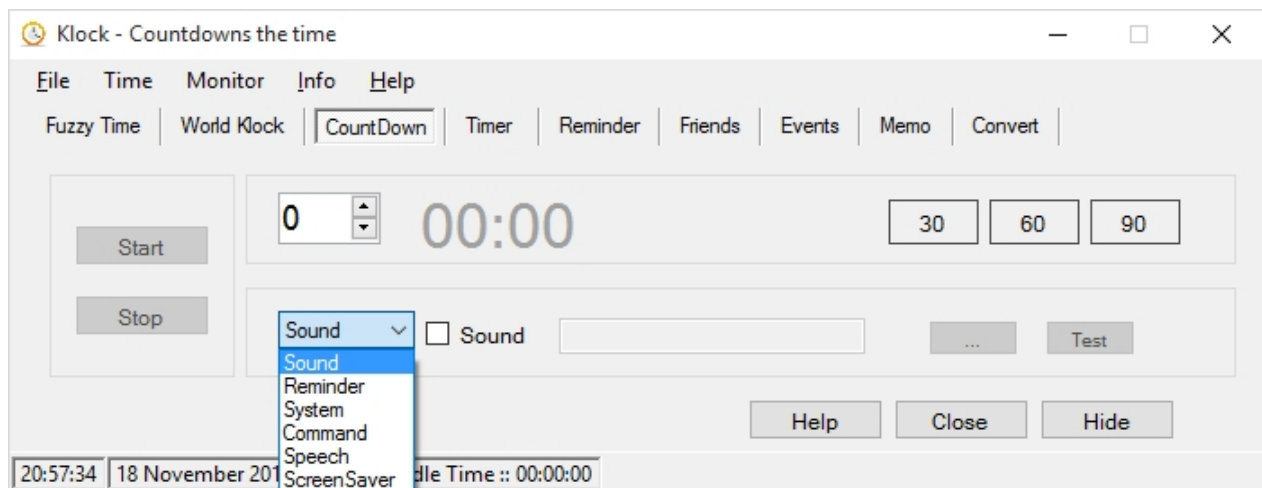 Klock - Countdowns the time
File Time Monitor Info Help
Fuzzy Time World Klock CountDown Timer Reminder Friends Events Memo Convert
0 00:00 30 60 90
Start
Stop
Sound Sound ... Test
Sound
Reminder
System
Command
Speech
ScreenSaver
Help Close Hide
20:57:34 18 November Time :: 00:00:00